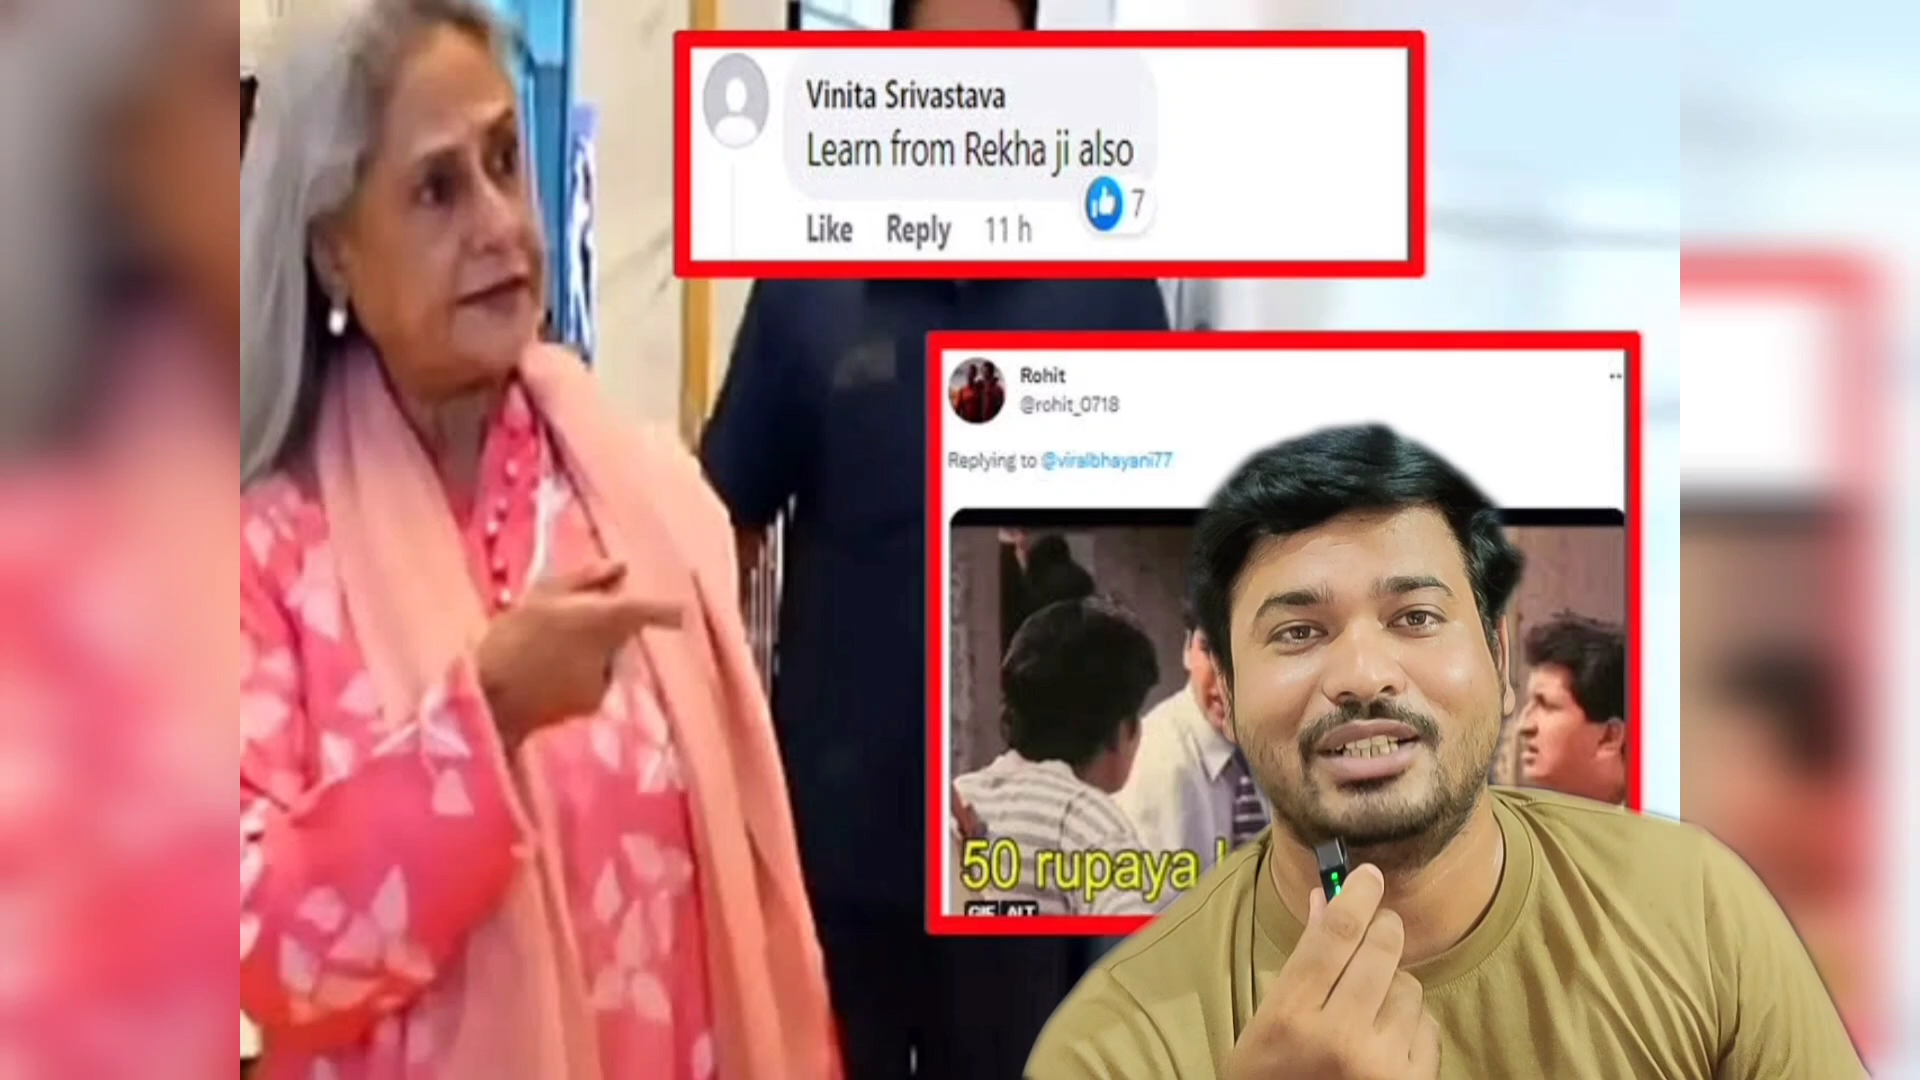 Vinita Srivastava
Learn from Rekha ji also
7
Like Reply 11 h
Rohit
@rohit_0718
Replying to @viralbhayani77
50 rupaya
GIF ALT